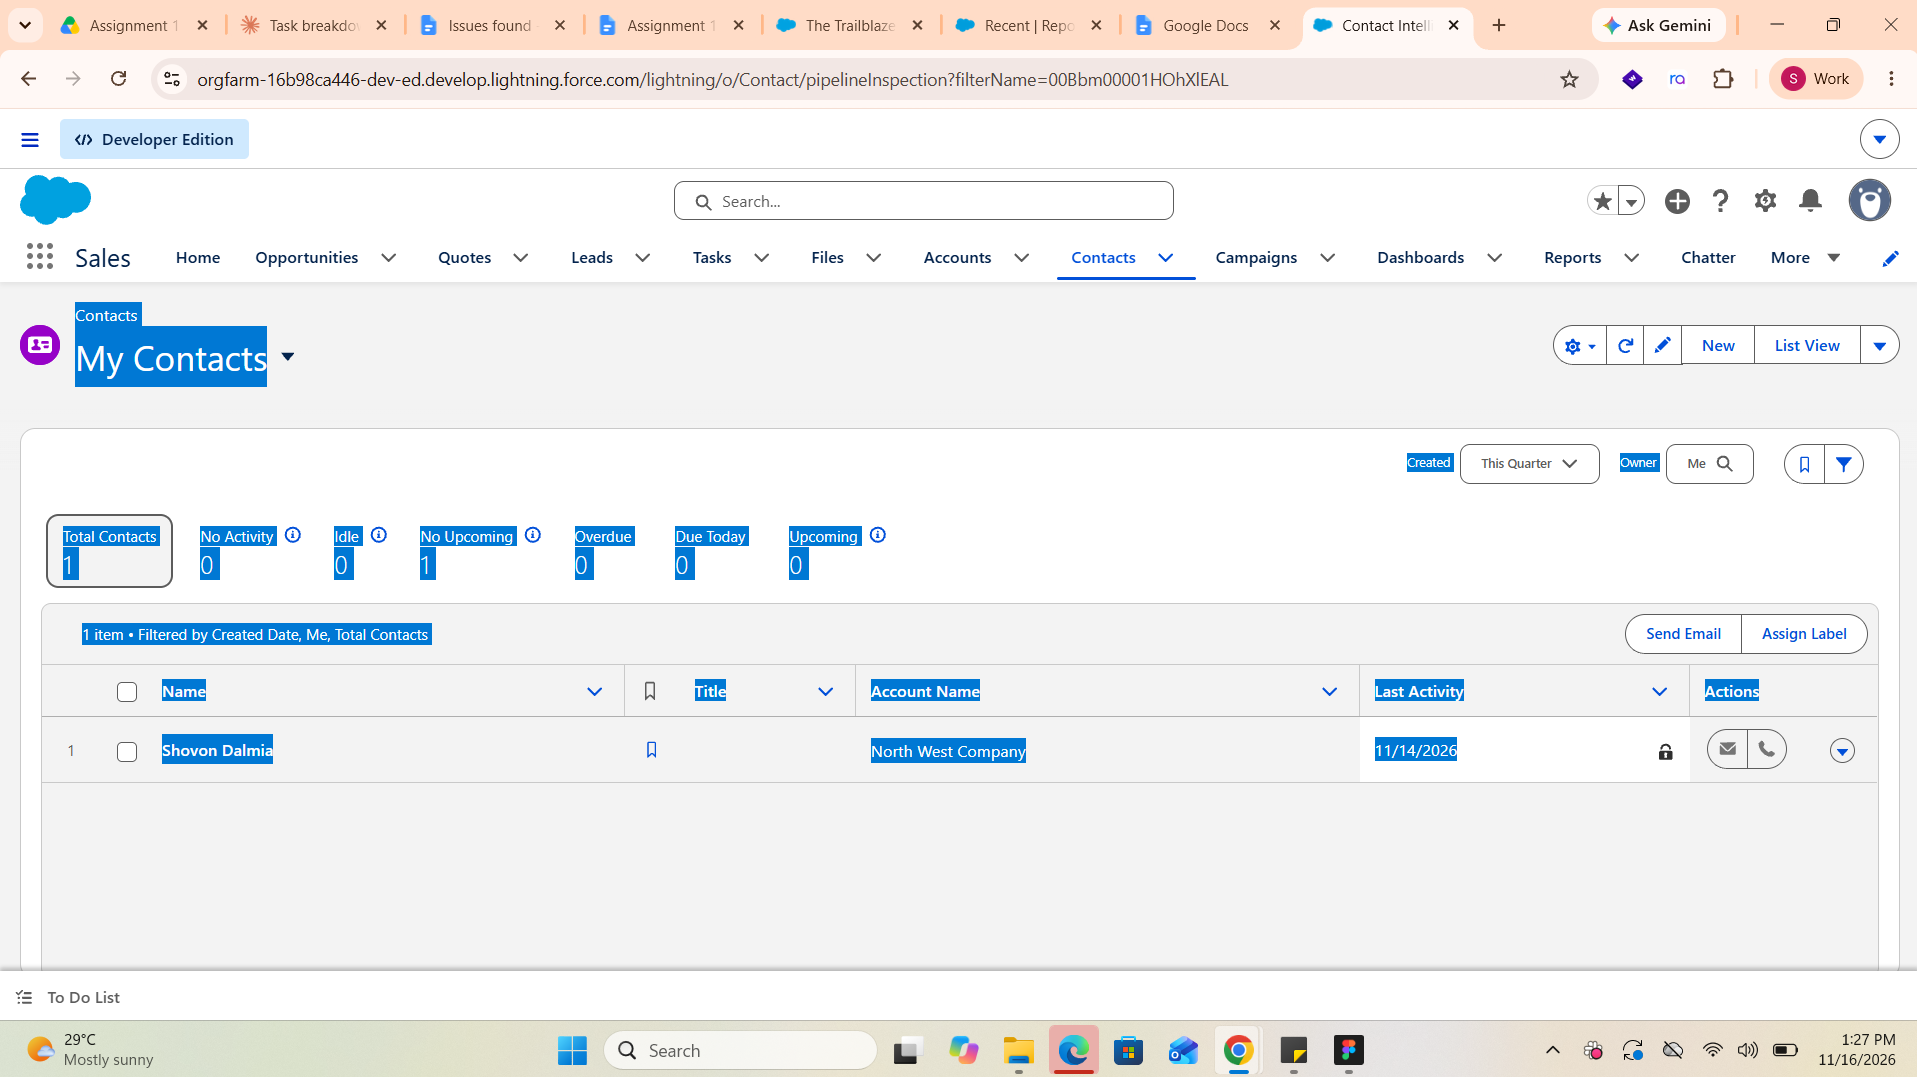 Assignment 1
Task breakdov
Issues found -
Assignment 1
The Trailblaze
Recent | Repo
Google Docs
Contact Intelli
Ask Gemini
orgfarm-16b98ca446-dev-ed.develop.lightning.force.com/lightning/o/Contact/pipelineInspection?filterName=00Bbm00001HOhXlEAL
ra
S Work
Developer Edition
Search...
Sales
Home
Opportunities
Quotes
Leads
Tasks
Files
Accounts
Contacts
Campaigns
Dashboards
Reports
Chatter
More
Contacts
My Contacts
New
List View
Created
This Quarter
Owner
Me
Total Contacts
1
No Activity
0
Idle
0
No Upcoming
1
Overdue
0
Due Today
0
Upcoming
0
1 item • Filtered by Created Date, Me, Total Contacts
Send Email
Assign Label
Name
Title
Account Name
Last Activity
Actions
1
Shovon Dalmia
North West Company
11/14/2026
To Do List
29°C
Mostly sunny
Search
1:27 PM
11/16/2026